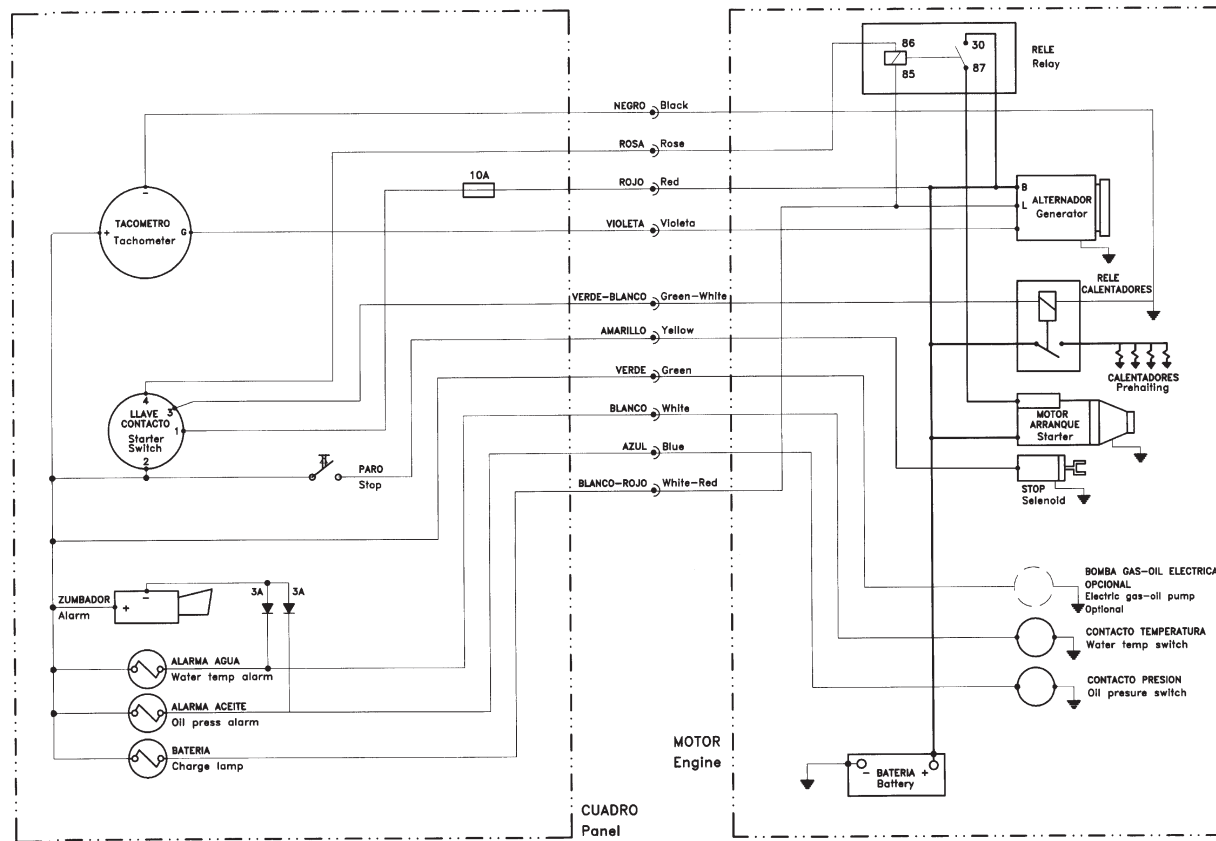 86
30
RELE
Relay
85
87
NEGRO Black
ROSA Rose
10A
ROJO Red
B
L
ALTERNADOR
Generator
−
TACOMETRO
+ G
Tachometer
VIOLETA Violeta
RELE
CALENTADORES
VERDE-BLANCO Green-White
AMARILLO Yellow
VERDE Green
CALENTADORES
Prehalting
4
LLAVE
CONTACTO
3
Starter
Switch
1
2
BLANCO White
MOTOR
ARRANQUE
Starter
AZUL Blue
PARO
Stop
BLANCO-ROJO White-Red
STOP
Selenoid
BOMBA GAS-OIL ELECTRICA
OPCIONAL
Electric gas-oil pump
Optional
ZUMBADOR
Alarm
+ −
3A 3A
CONTACTO TEMPERATURA
Water temp switch
ALARMA AGUA
Water temp alarm
CONTACTO PRESION
Oil presure switch
ALARMA ACEITE
Oil press alarm
BATERIA
Charge lamp
MOTOR
Engine
− BATERIA +
Battery
CUADRO
Panel